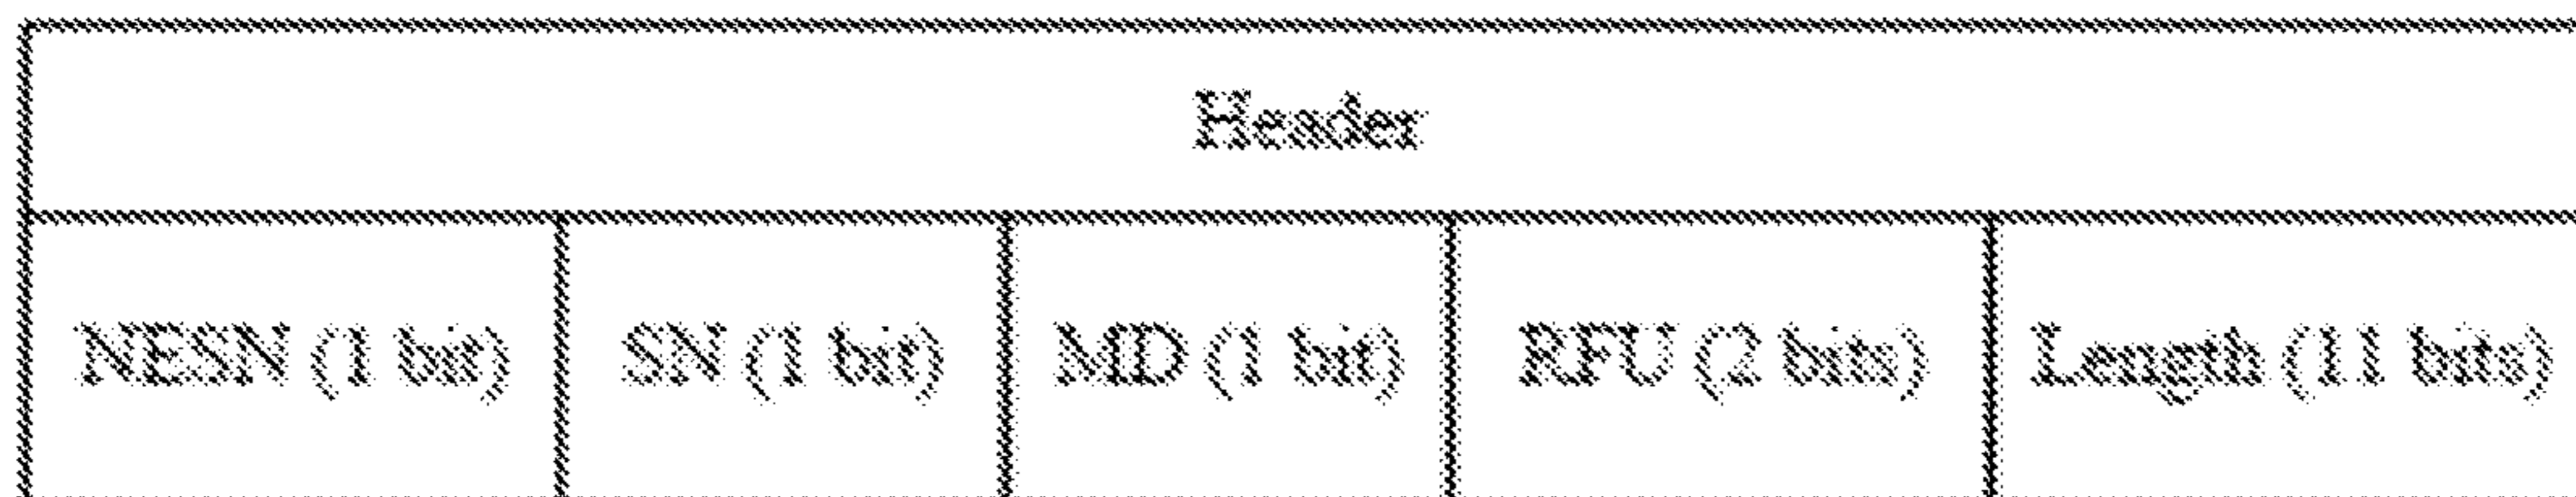 Header
NESN (1 bit) SN (1 bit) MD (1 bit) RFU (2 bits) Length (11 bits)